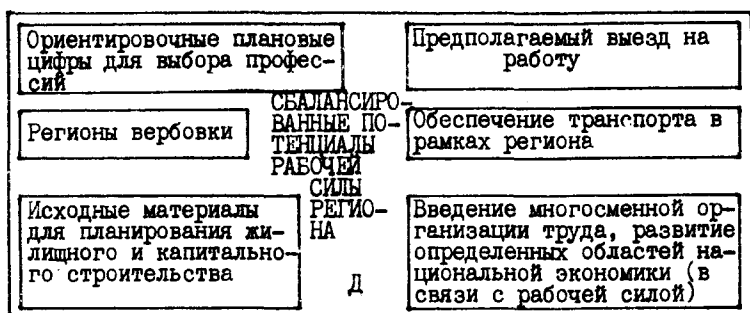 Ориентировочные плановые
цифры для выбора профес-
сий
Предполагаемый выезд на
работу
СБАЛАНСИРО-
ВАННЫЕ ПО-
ТЕНЦИАЛЫ
РАБОЧЕЙ
СИЛЫ
РЕГИО-
НА
Регионы вербовки
Обеспечение транспорта в
рамках региона
Исходные материалы
для планирования жи-
лищного и капитально-
го строительства
Введение многосменной ор-
ганизации труда, развитие
определенных областей на-
циональной экономики (в
связи с рабочей силой)
Д